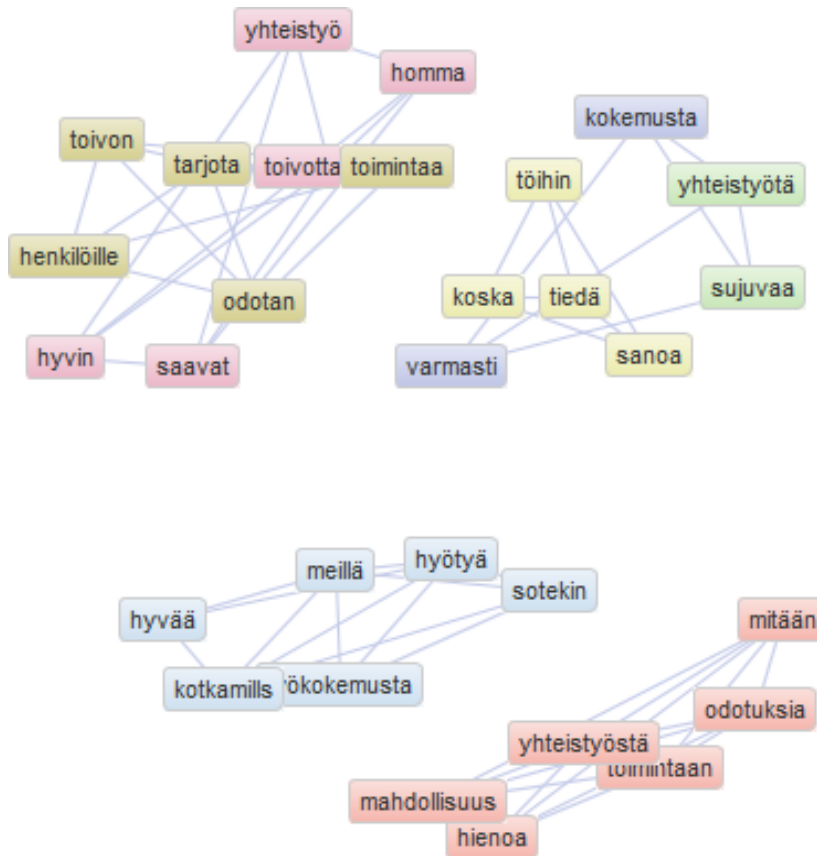 yhteistyö
homma
toivon
tarjota
toivotta
toimintaa
henkilöille
odotan
hyvin
saavat
kokemusta
töihin
yhteistyötä
koska
tiedä
sujuvaa
varmasti
sanoa
meillä
hyötyä
sotekin
hyvää
kotkamills
ökokemusta
mitään
odotuksia
yhteistyöstä
toimintaan
mahdollisuus
hienoa